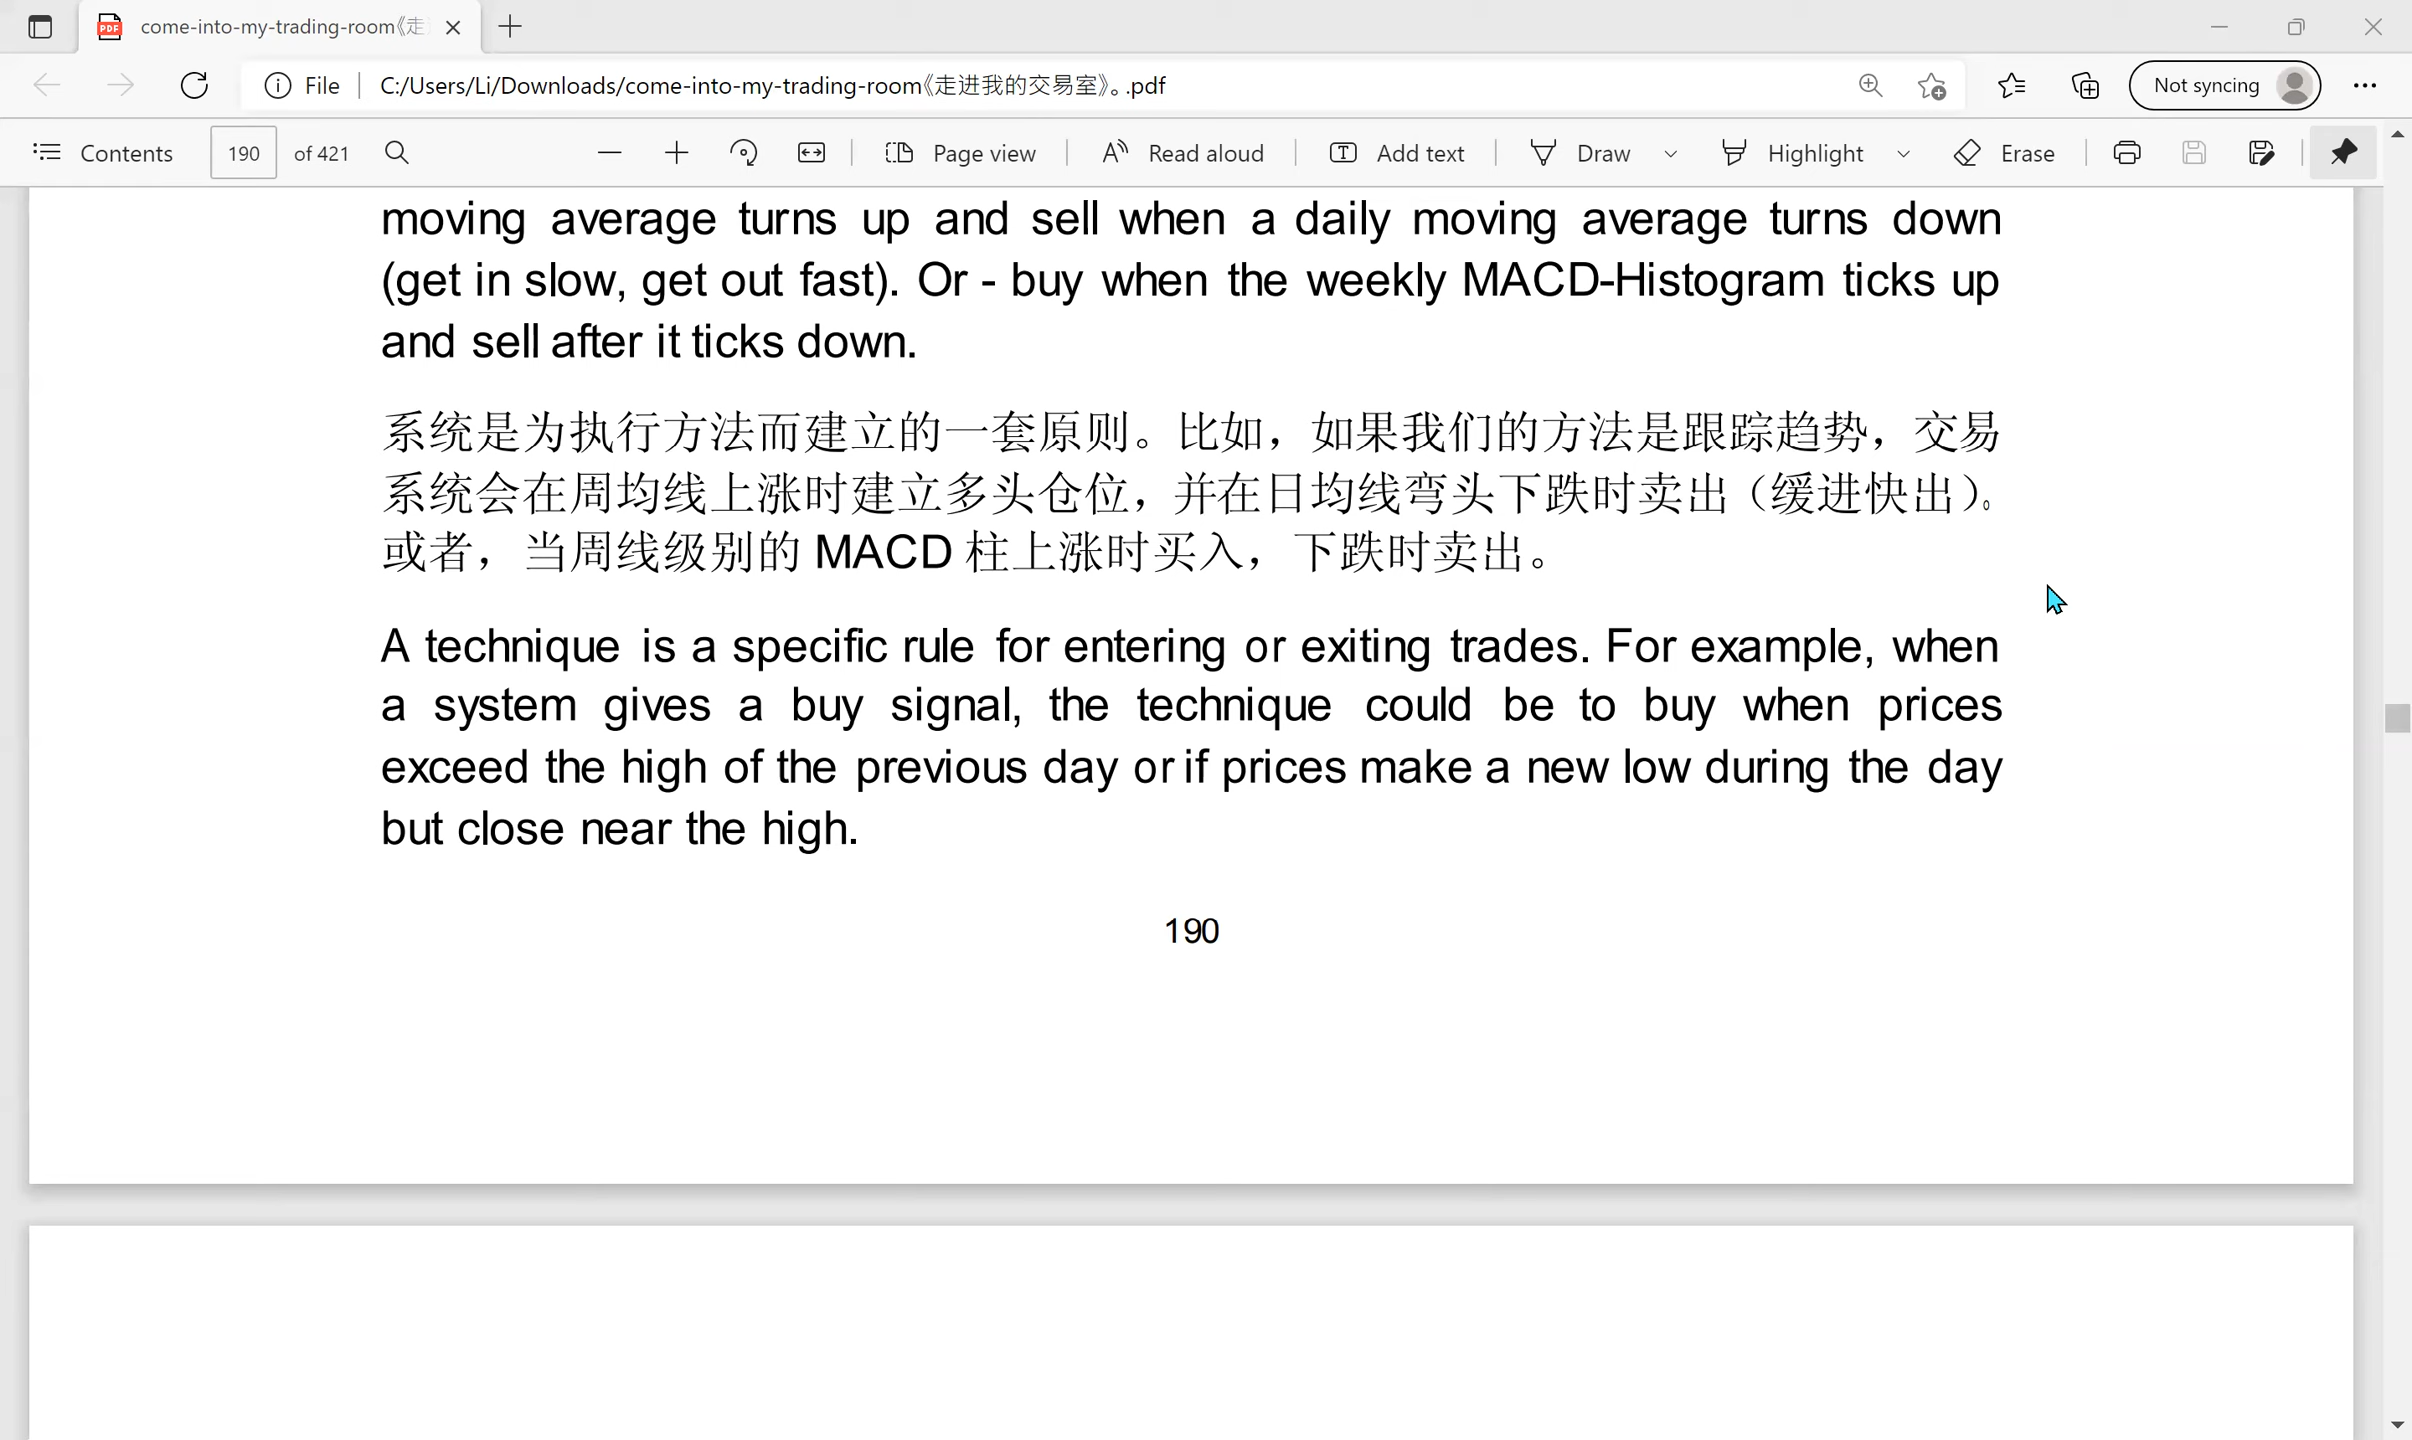 come-into-my-trading-room《走
File C:/Users/Li/Downloads/come-into-my-trading-room《走进我的交易室》。.pdf Not syncing
Contents 190 of 421 Page view Read aloud Add text Draw Highlight Erase
moving average turns up and sell when a daily moving average turns down
(get in slow, get out fast). Or - buy when the weekly MACD-Histogram ticks up
and sell after it ticks down.
系统是为执行方法而建立的一套原则。比如，如果我们的方法是跟踪趋势，交易
系统会在周均线上涨时建立多头仓位，并在日均线弯头下跌时卖出（缓进快出）。
或者，当周线级别的 MACD 柱上涨时买入，下跌时卖出。
A technique is a specific rule for entering or exiting trades. For example, when
a system gives a buy signal, the technique could be to buy when prices
exceed the high of the previous day or if prices make a new low during the day
but close near the high.
190